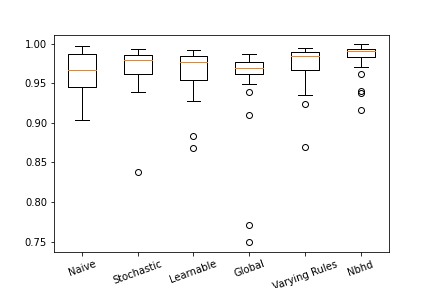 1.00
0.95
0.90
0.85
0.80
0.75
Naive
Stochastic
Learnable
Global
Varying Rules
Nbhd